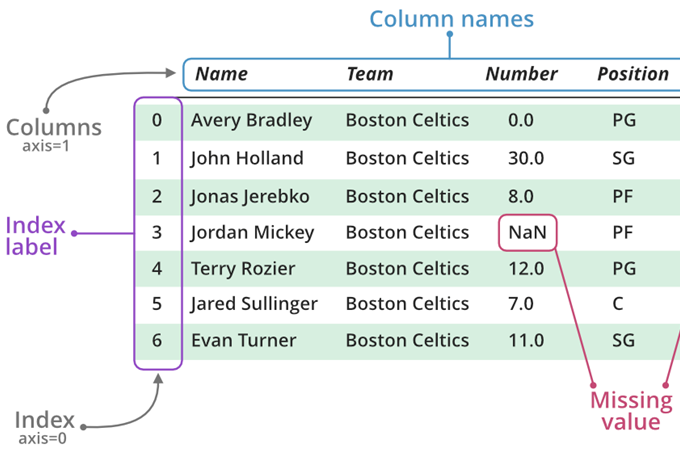 Column names
Name Team Number Position
Columns
axis=1
0 Avery Bradley Boston Celtics 0.0 PG
1 John Holland Boston Celtics 30.0 SG
2 Jonas Jerebko Boston Celtics 8.0 PF
Index
label
3 Jordan Mickey Boston Celtics NaN PF
4 Terry Rozier Boston Celtics 12.0 PG
5 Jared Sullinger Boston Celtics 7.0 C
6 Evan Turner Boston Celtics 11.0 SG
Missing
value
Index
axis=0